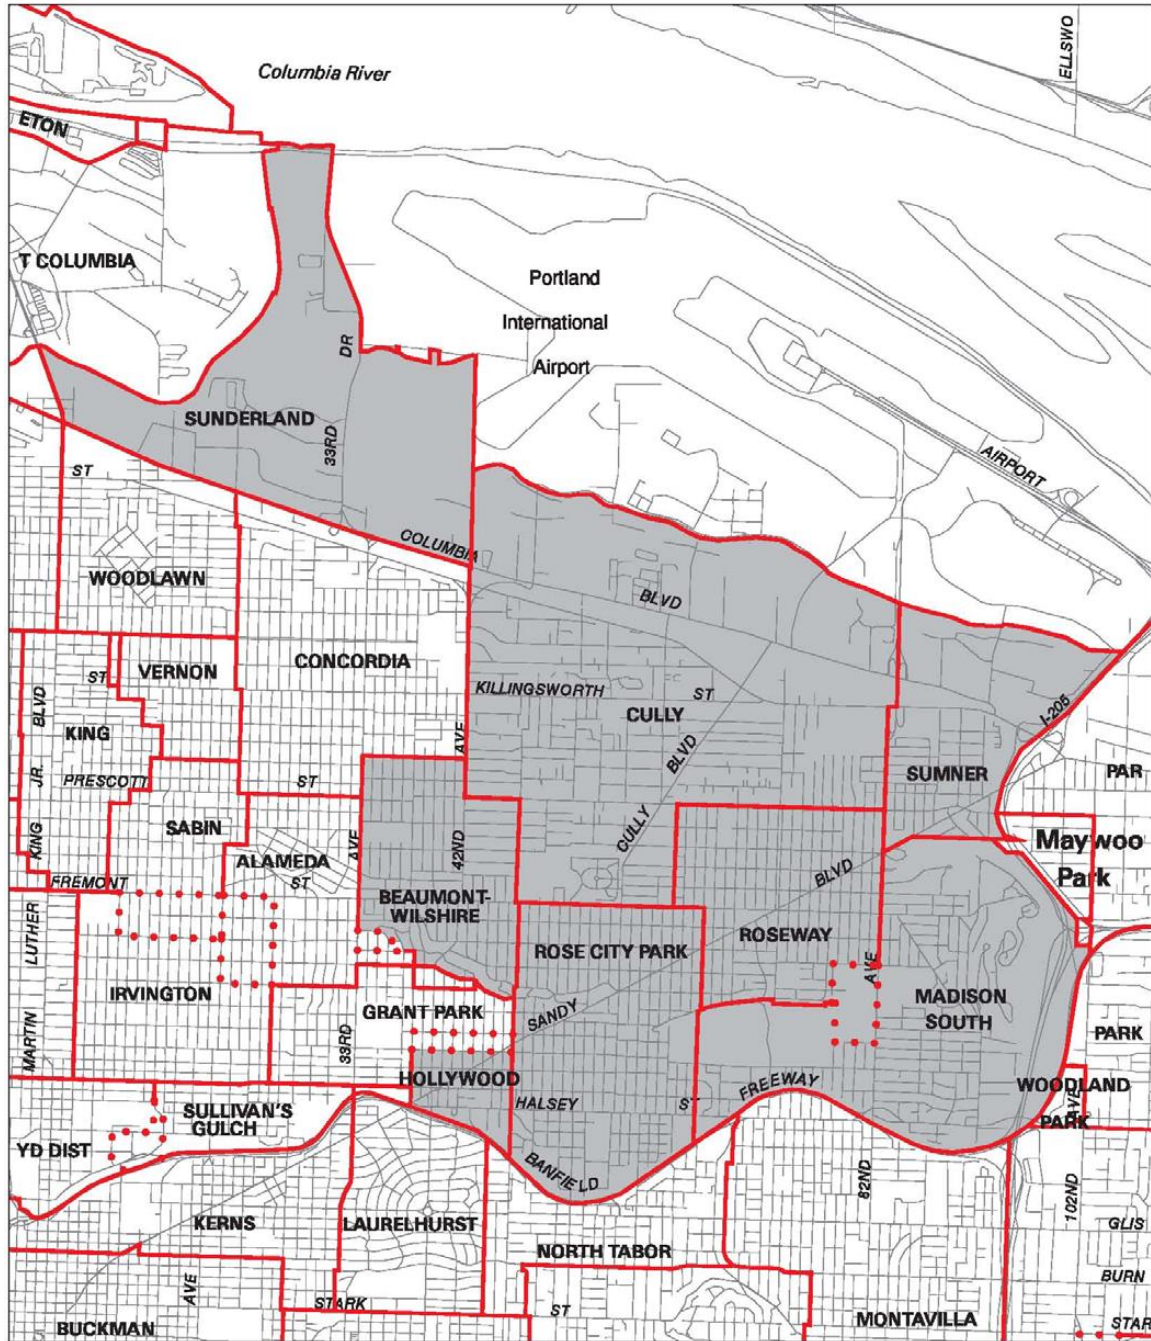 ELLSWO
Columbia River
ETON
T COLUMBIA
Portland
International
Airport
DR
33RD
SUNDERLAND
AIRPORT
ST
COLUMBIA
BLVD
WOODLAWN
VERNON
CONCORDIA
ST
KILLINGSWORTH
ST
CULLY
BLVD
I-205
BLVD
KING
AVE
PRESCOTT
ST
SUMNER
PAR
JR.
SABIN
CULLY
Maywoo
Park
KING
ALAMEDA
AVE
42ND
BLVD
FREMONT
ST
BEAUMONT-
WILSHIRE
LUTHER
ROSE CITY PARK
ROSEWAY
AVE
IRVINGTON
GRANT PARK
SANDY
MADISON
SOUTH
MARTIN
33RD
PARK
HOLLYWOOD
FREEWAY
WOODLAND
PARK
AVE
SULLIVAN'S
GULCH
HALSEY
ST
YD DIST
BANFIELD
82ND
102ND
KERNS
LAURELHURST
GLIS
NORTH TABOR
BURN
AVE
STARK
ST
MONTAVILLA
STAR
BUCKMAN